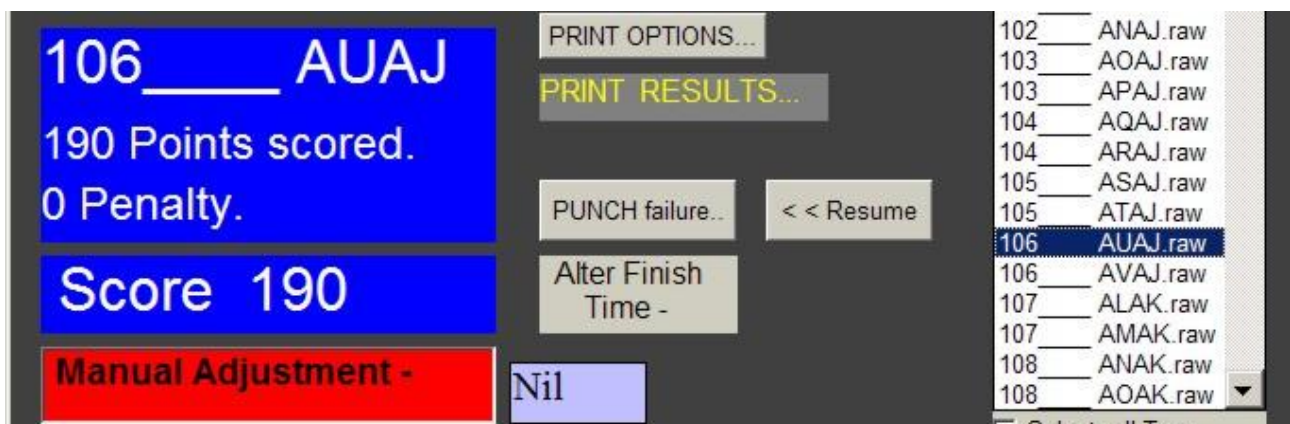 106____ AUAJ
190 Points scored.
0 Penalty.
Score 190
Manual Adjustment -
Nil
PRINT OPTIONS...
PRINT RESULTS...
PUNCH failure..
< < Resume
Alter Finish
Time -
102____ ANAJ.raw
103____ AOAJ.raw
103____ APAJ.raw
104____ AQAJ.raw
104____ ARAJ.raw
105____ ASAJ.raw
105____ ATAJ.raw
106____ AUAJ.raw
106____ AVAJ.raw
107____ ALAK.raw
107____ AMAK.raw
108____ ANAK.raw
108____ AOAK.raw